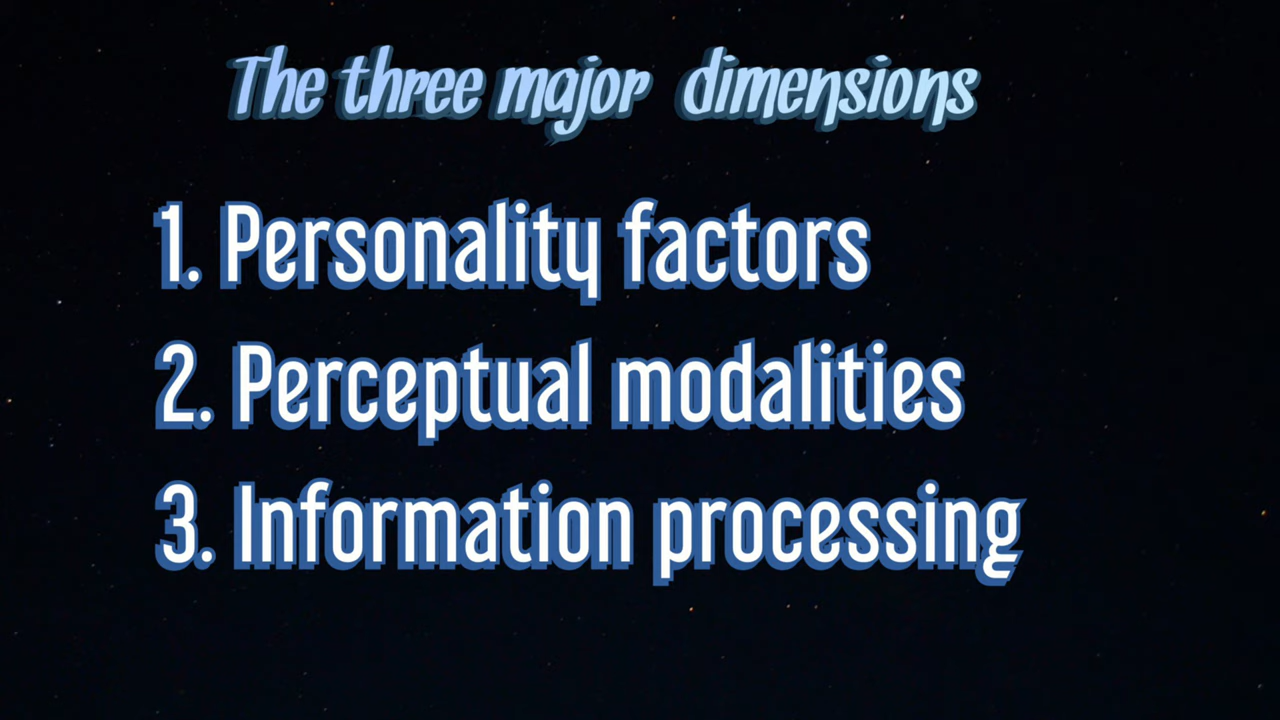 The three major dimensions
1. Personality factors
2. Perceptual modalities
3. Information processing